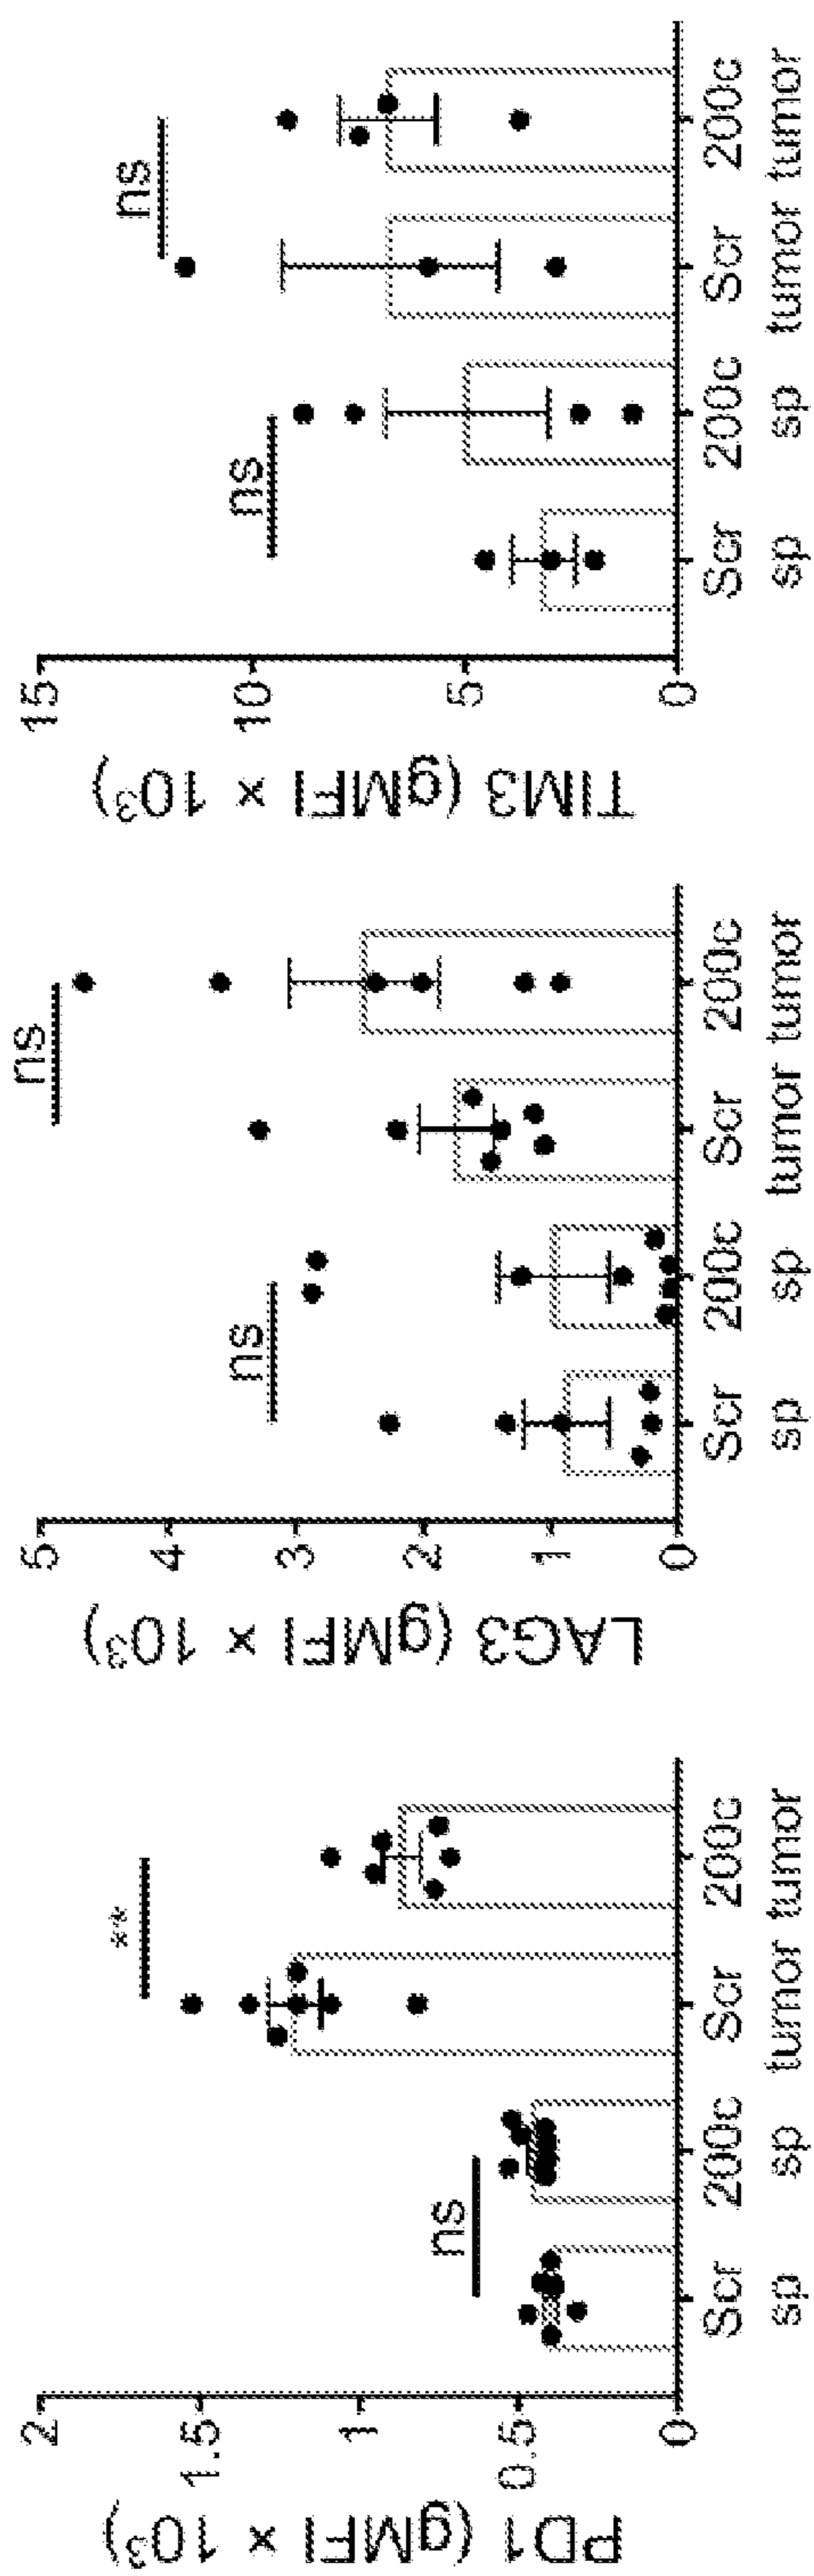 PD1 (gMFI × 10³)
2
1.5
1
0.5
0
ns
**
Scr 200c Scr 200c
sp sp tumor tumor
LAG3 (gMFI × 10³)
5
4
3
2
1
0
ns
ns
Scr 200c Scr 200c
sp sp tumor tumor
TIM3 (gMFI × 10³)
15
10
5
0
ns
ns
Scr 200c Scr 200c
sp sp tumor tumor